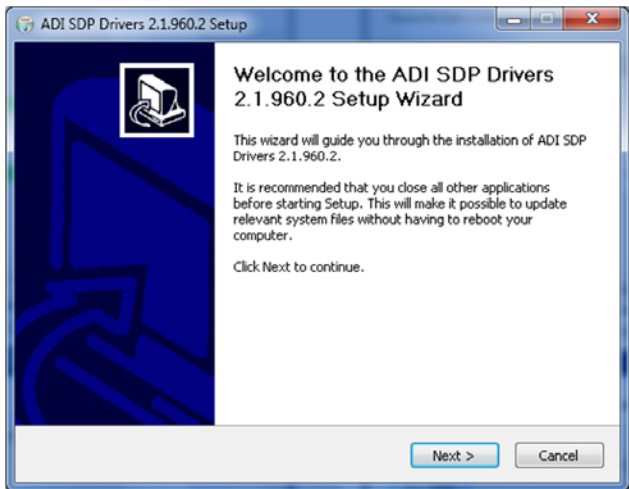 ADI SDP Drivers 2.1.960.2 Setup
Welcome to the ADI SDP Drivers
2.1.960.2 Setup Wizard
This wizard will guide you through the installation of ADI SDP
Drivers 2.1.960.2.
It is recommended that you close all other applications
before starting Setup. This will make it possible to update
relevant system files without having to reboot your
computer.
Click Next to continue.
Next >
Cancel